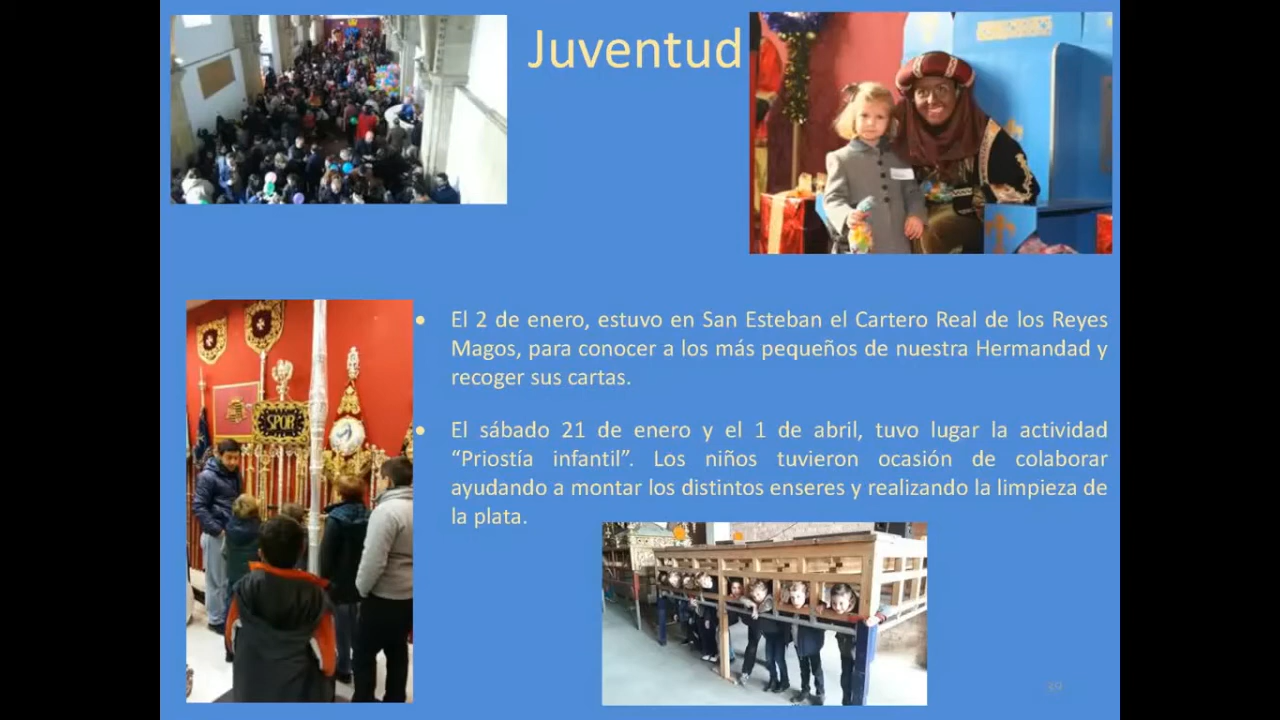 Juventud
El 2 de enero, estuvo en San Esteban el Cartero Real de los Reyes
Magos, para conocer a los más pequeños de nuestra Hermandad y
recoger sus cartas.
El sábado 21 de enero y el 1 de abril, tuvo lugar la actividad
“Priostía infantil”. Los niños tuvieron ocasión de colaborar
ayudando a montar los distintos enseres y realizando la limpieza de
la plata.
SPQR
39